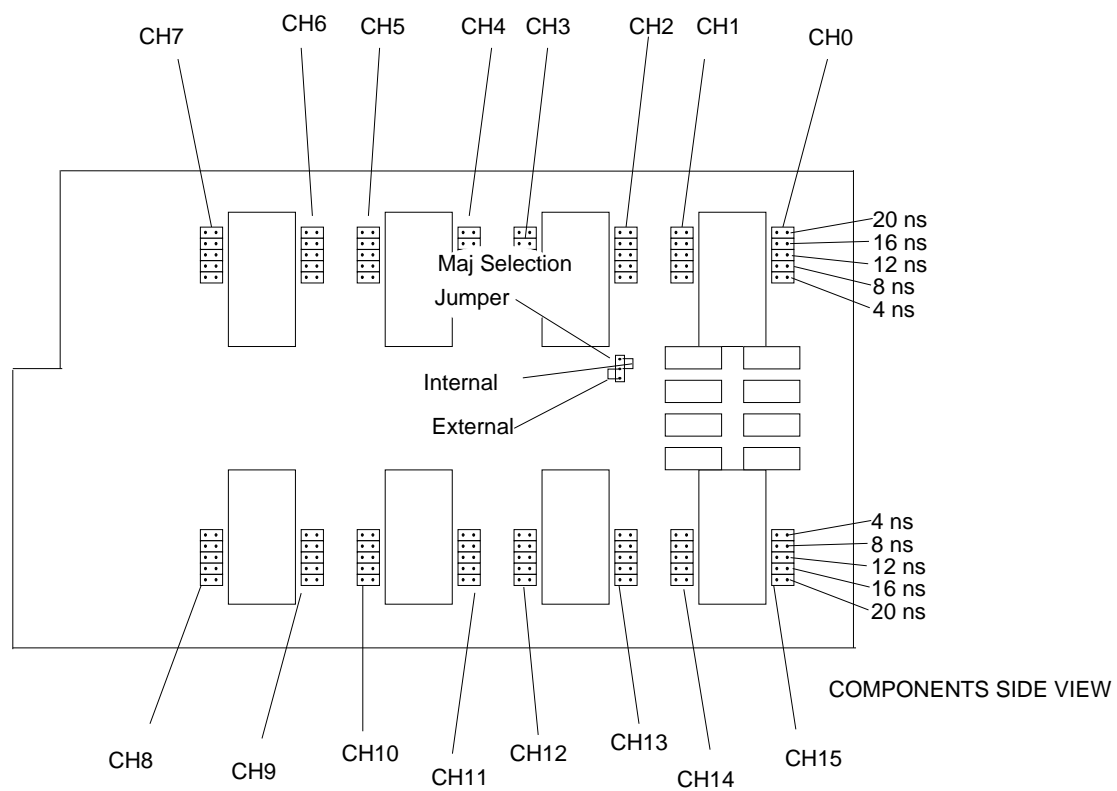 CH7
CH6
CH5
CH4
CH3
CH2
CH1
CH0
20 ns
16 ns
12 ns
8 ns
4 ns
Maj Selection
Jumper
Internal
External
4 ns
8 ns
12 ns
16 ns
20 ns
COMPONENTS SIDE VIEW
CH8
CH9
CH10
CH11
CH12
CH13
CH14
CH15